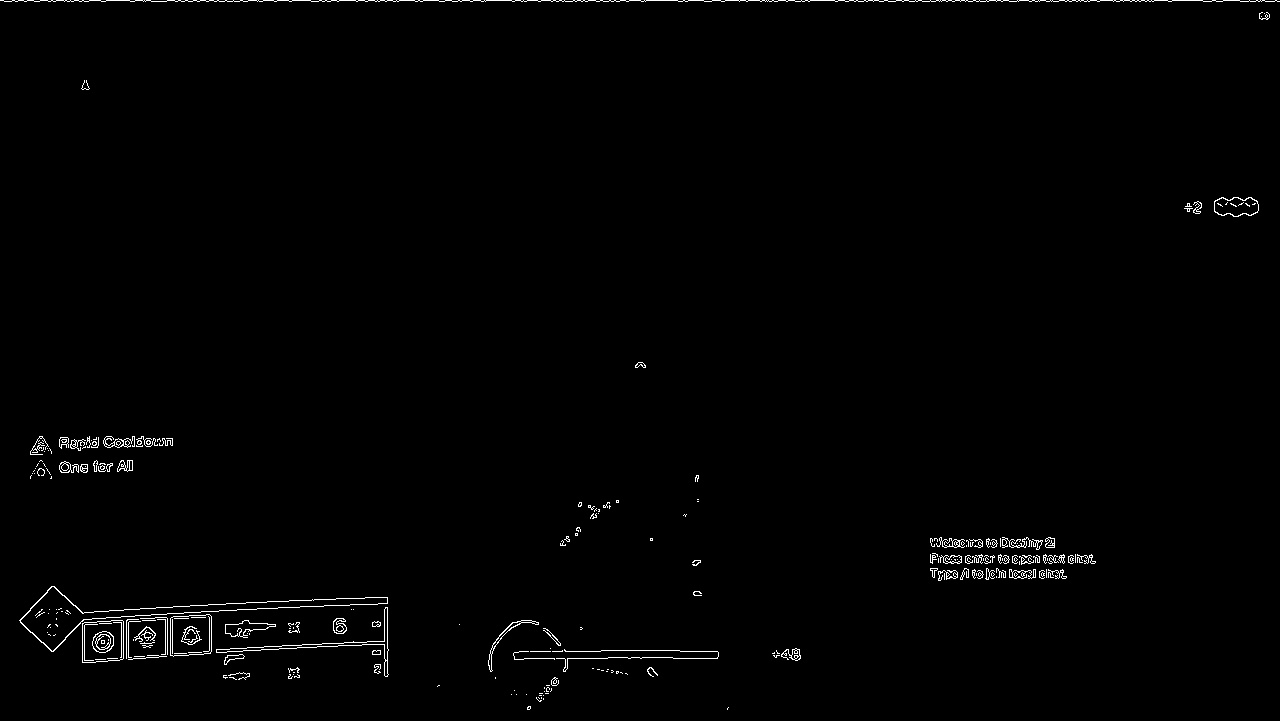 +2
Rapid Cooldown
One for All
Welcome to Destiny 2!
Press enter to open text chat.
Type /l to join local chat.
6
+48